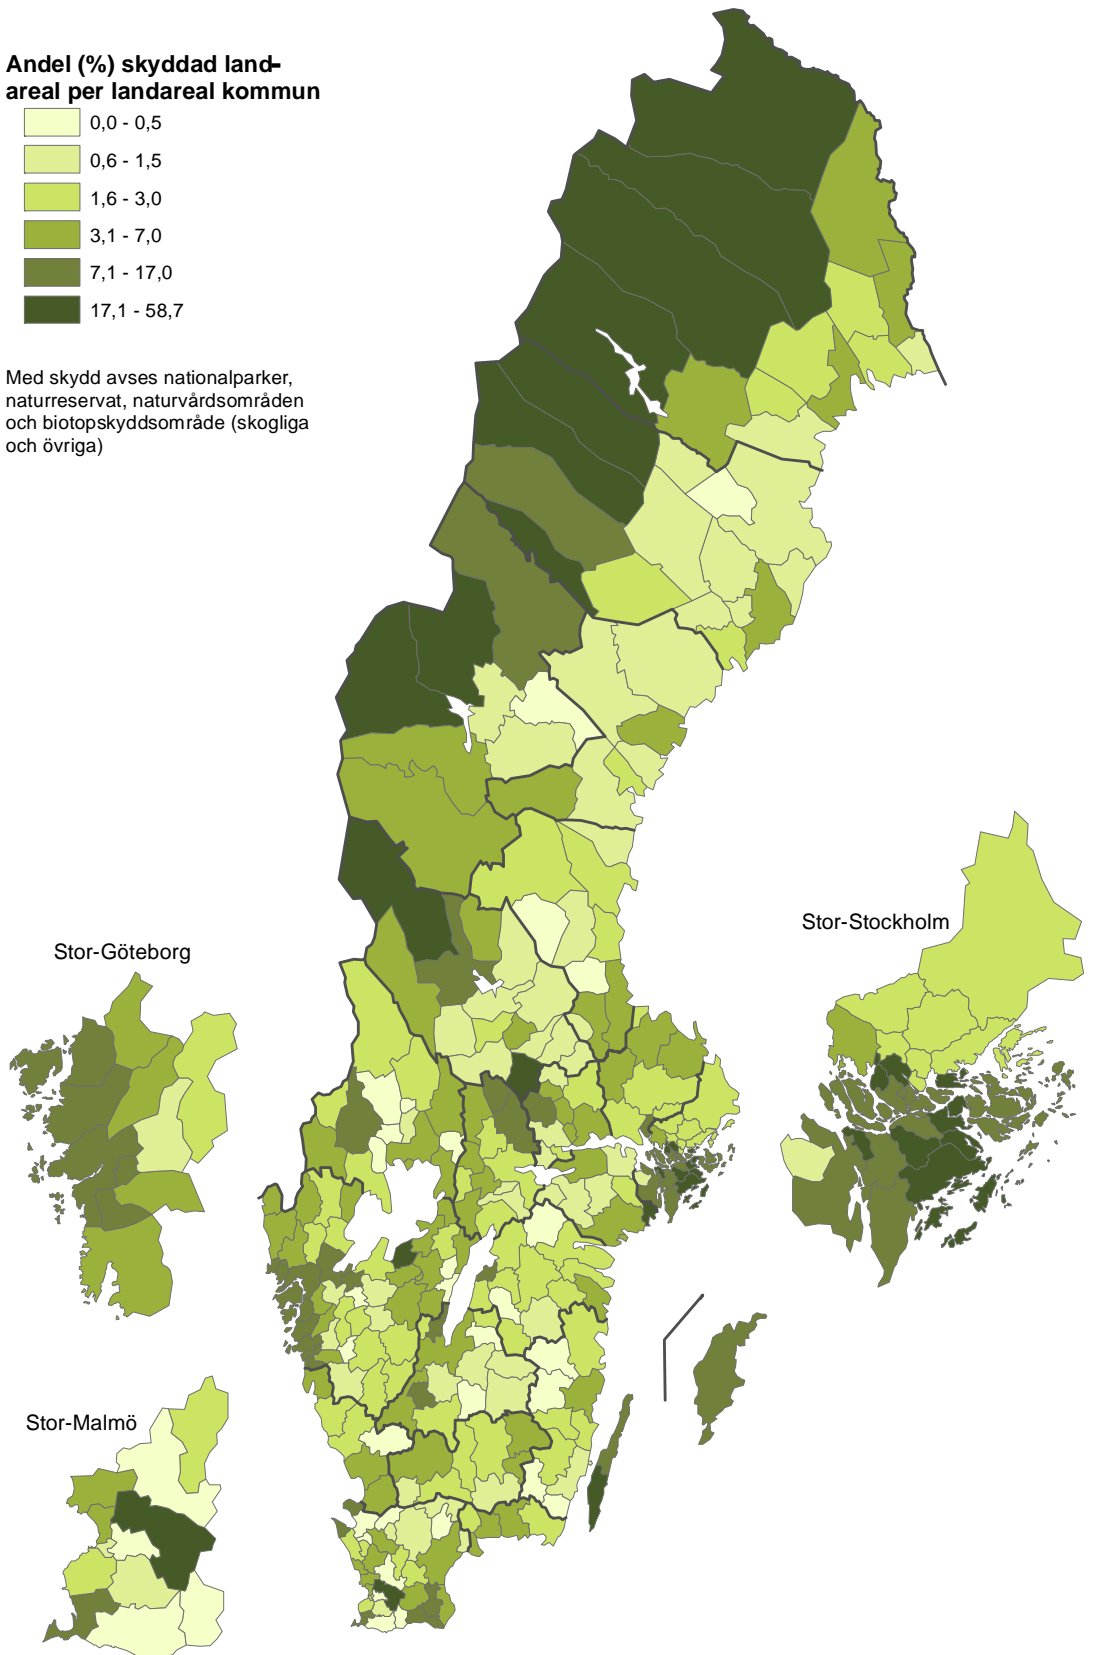 Andel (%) skyddad land-
areal per landareal kommun
0,0 - 0,5
0,6 - 1,5
1,6 - 3,0
3,1 - 7,0
7,1 - 17,0
17,1 - 58,7
Med skydd avses nationalparker,
naturreservat, naturvårdsområden
och biotopskyddsområde (skogliga
och övriga)
Stor-Göteborg
Stor-Stockholm
Stor-Malmö